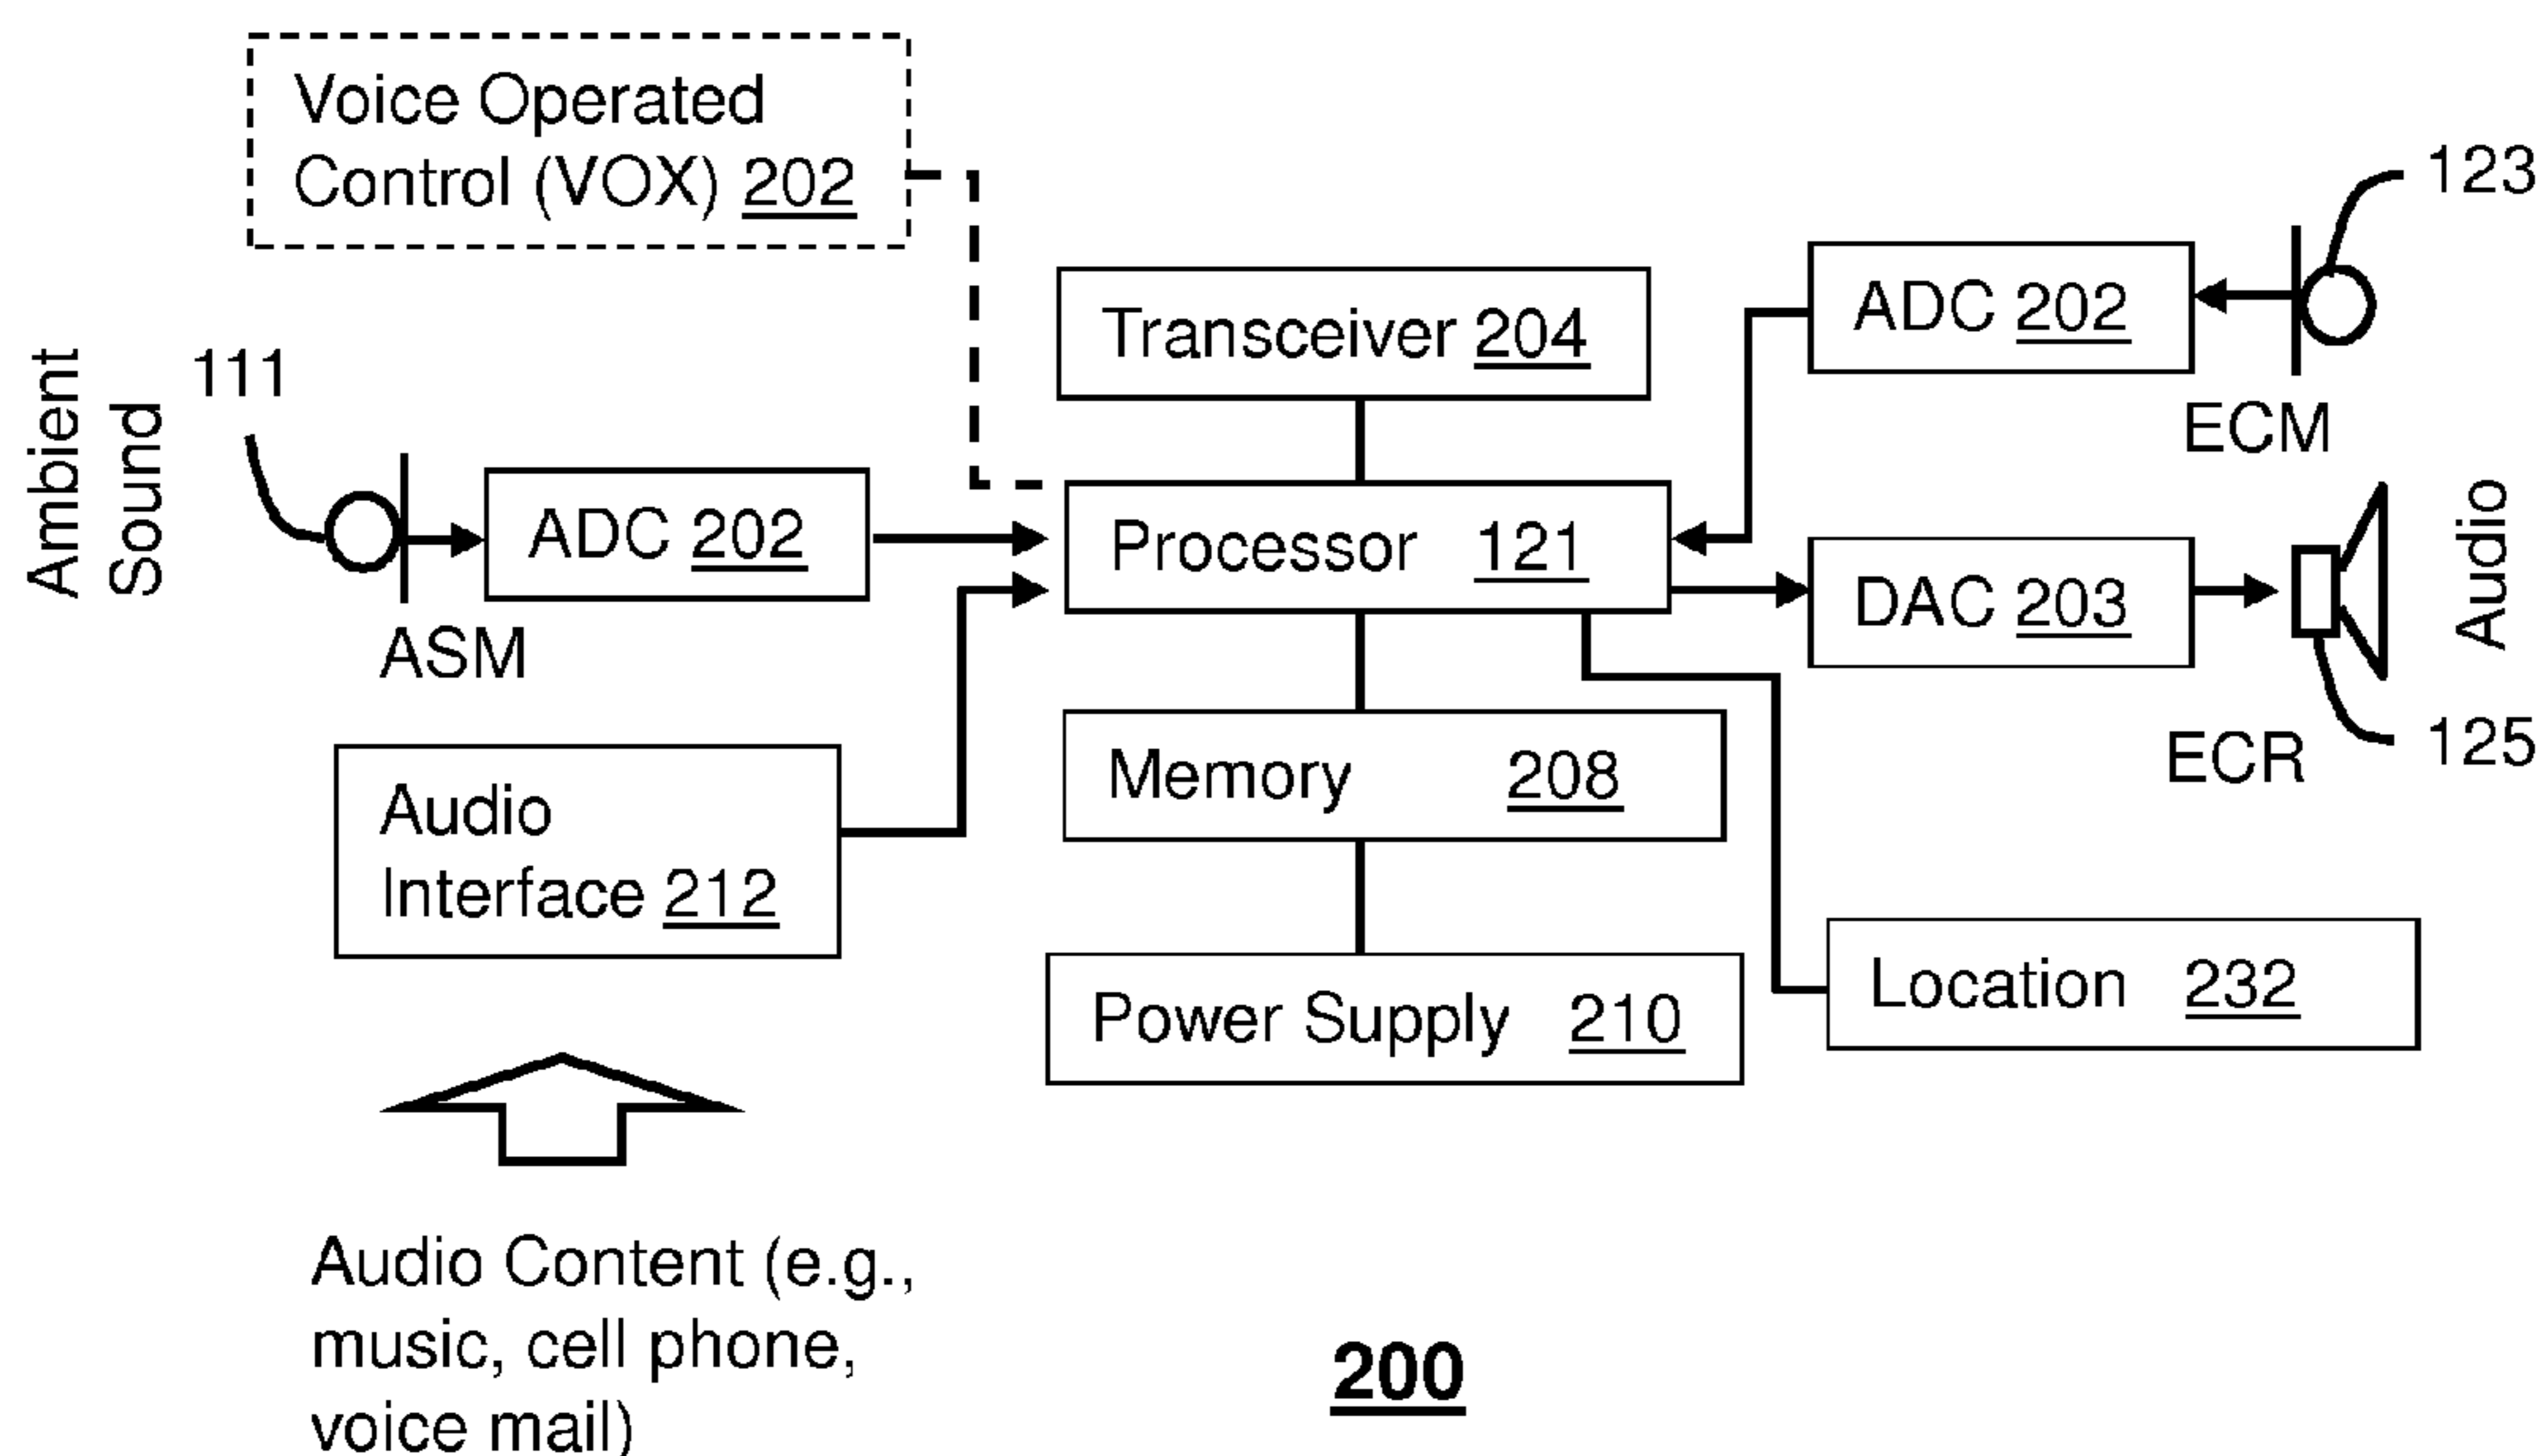 Voice Operated
Control (VOX) 202
123
Transceiver 204
ADC 202
ECM
Ambient
Sound
111
ADC 202
ASM
Processor 121
DAC 203
Audio
ECR
125
Audio
Interface 212
Memory 208
Power Supply 210
Location 232
Audio Content (e.g.,
music, cell phone,
voice mail)
200